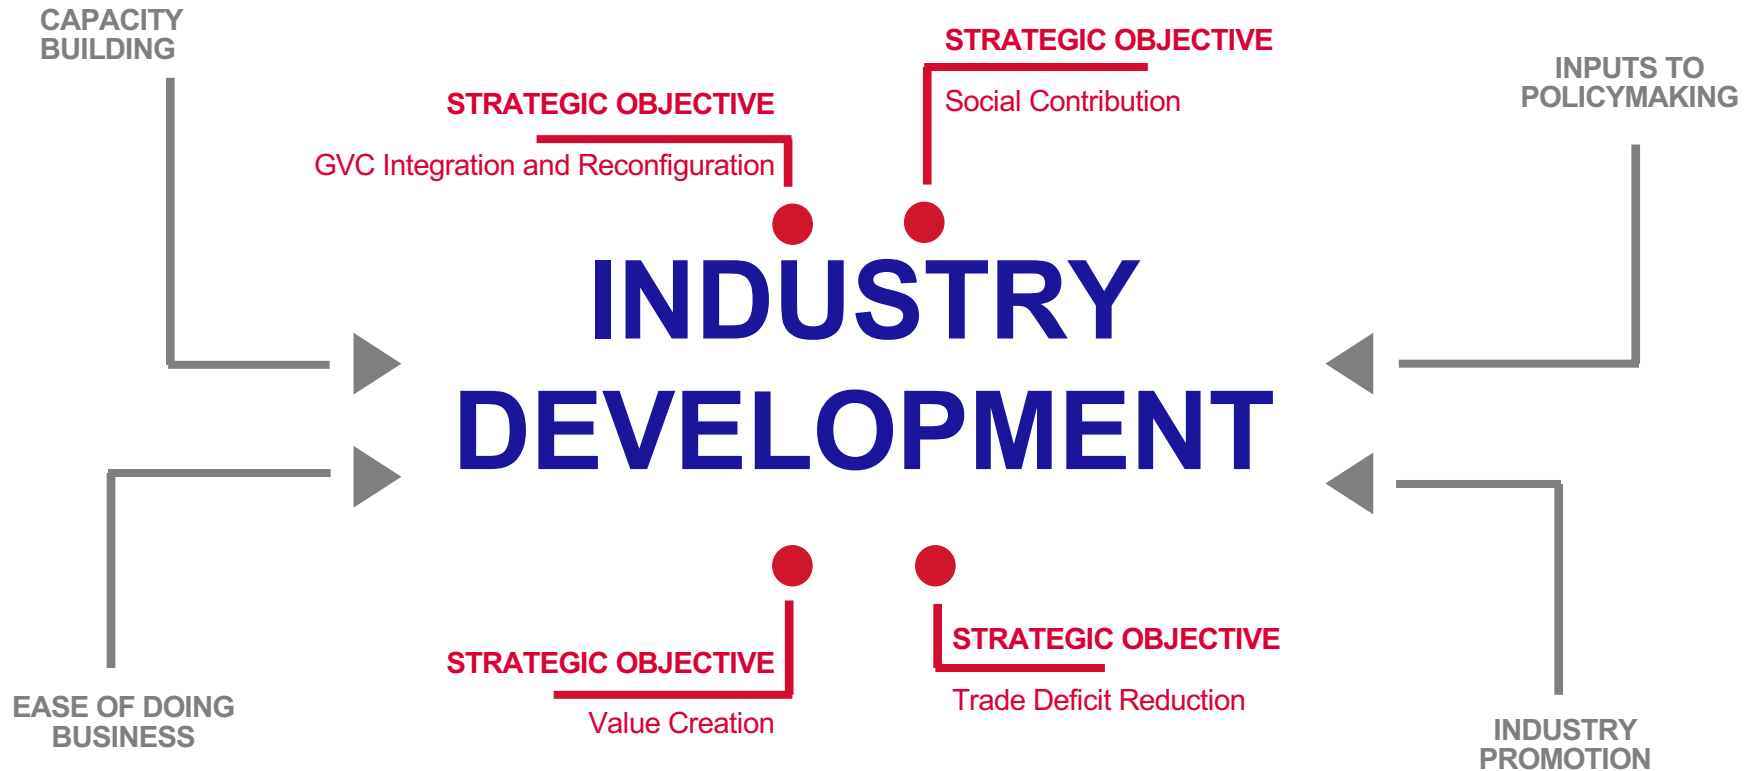 CAPACITY
BUILDING
STRATEGIC OBJECTIVE
Social Contribution
INPUTS TO
POLICYMAKING
STRATEGIC OBJECTIVE
GVC Integration and Reconfiguration
INDUSTRY
DEVELOPMENT
STRATEGIC OBJECTIVE
Value Creation
STRATEGIC OBJECTIVE
Trade Deficit Reduction
EASE OF DOING
BUSINESS
INDUSTRY
PROMOTION